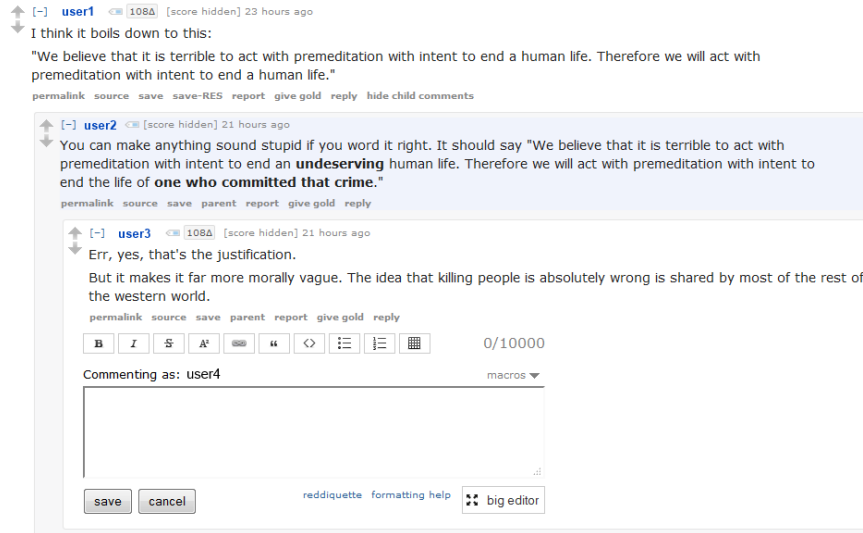 [-] user1 108Δ [score hidden] 23 hours ago
I think it boils down to this:
"We believe that it is terrible to act with premeditation with intent to end a human life. Therefore we will act with
premeditation with intent to end a human life."
permalink source save save-RES report give gold reply hide child comments
[-] user2 [score hidden] 21 hours ago
You can make anything sound stupid if you word it right. It should say "We believe that it is terrible to act with
premeditation with intent to end an undeserving human life. Therefore we will act with premeditation with intent to
end the life of one who committed that crime."
permalink source save parent report give gold reply
[-] user3 108Δ [score hidden] 21 hours ago
Err, yes, that's the justification.
But it makes it far more morally vague. The idea that killing people is absolutely wrong is shared by most of the rest of
the western world.
permalink source save parent report give gold reply
B I S A² “ <> 0/10000
Commenting as: user4 macros
save cancel reddiquette formatting help big editor